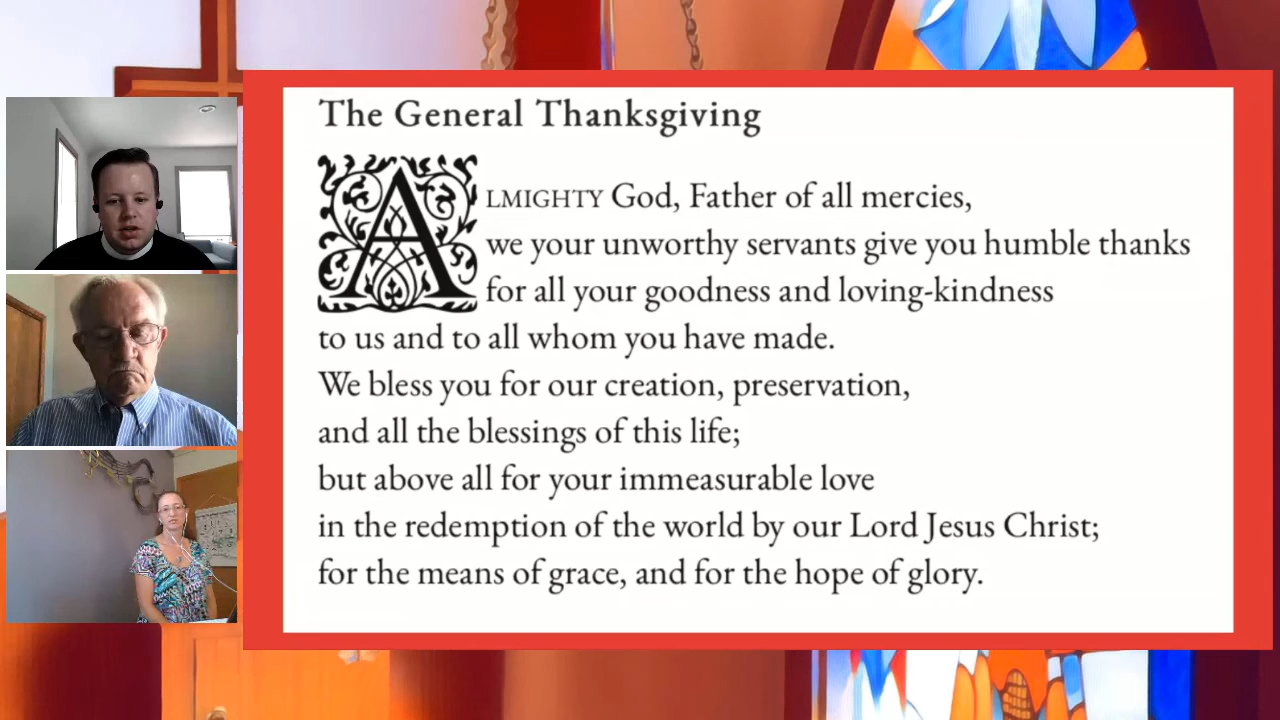 The General Thanksgiving
ALMIGHTY God, Father of all mercies,
we your unworthy servants give you humble thanks
for all your goodness and loving-kindness
to us and to all whom you have made.
We bless you for our creation, preservation,
and all the blessings of this life;
but above all for your immeasurable love
in the redemption of the world by our Lord Jesus Christ;
for the means of grace, and for the hope of glory.